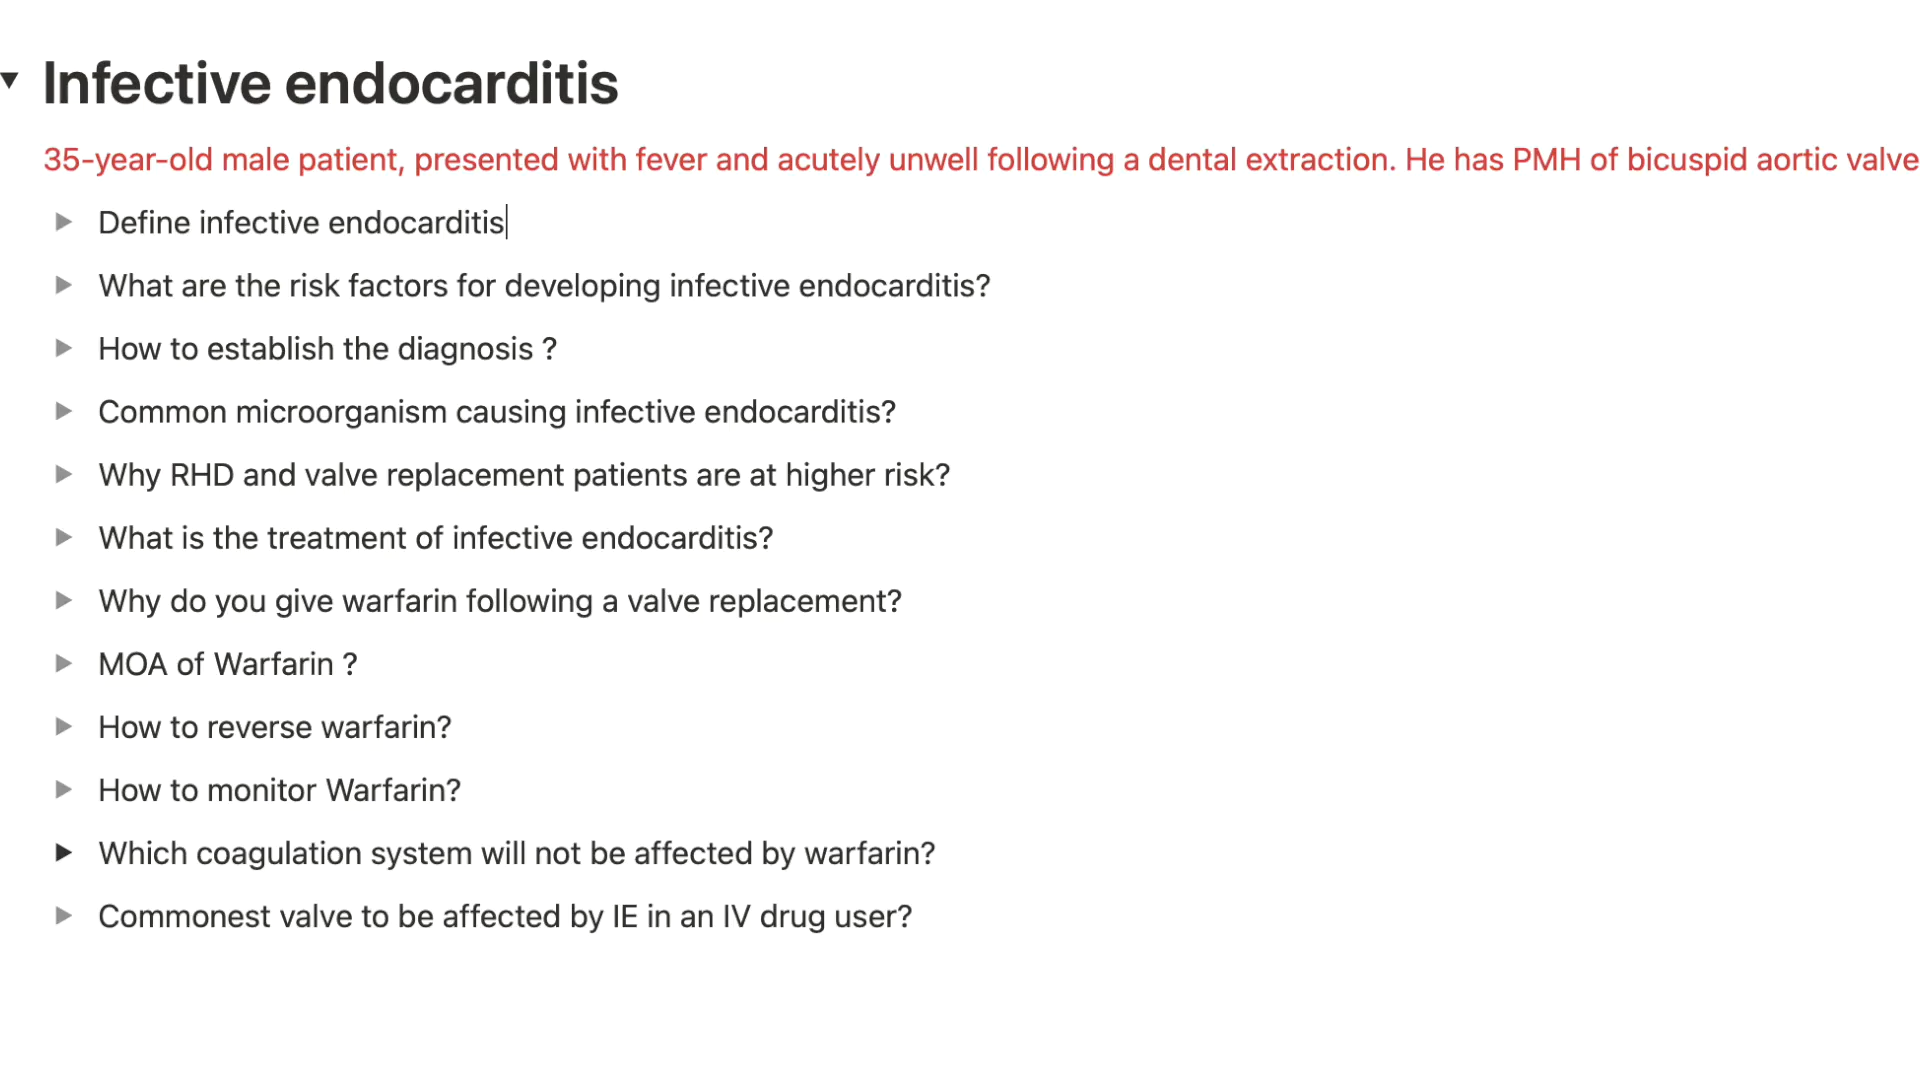 Infective endocarditis
35-year-old male patient, presented with fever and acutely unwell following a dental extraction. He has PMH of bicuspid aortic valve
Define infective endocarditis
What are the risk factors for developing infective endocarditis?
How to establish the diagnosis ?
Common microorganism causing infective endocarditis?
Why RHD and valve replacement patients are at higher risk?
What is the treatment of infective endocarditis?
Why do you give warfarin following a valve replacement?
MOA of Warfarin ?
How to reverse warfarin?
How to monitor Warfarin?
Which coagulation system will not be affected by warfarin?
Commonest valve to be affected by IE in an IV drug user?